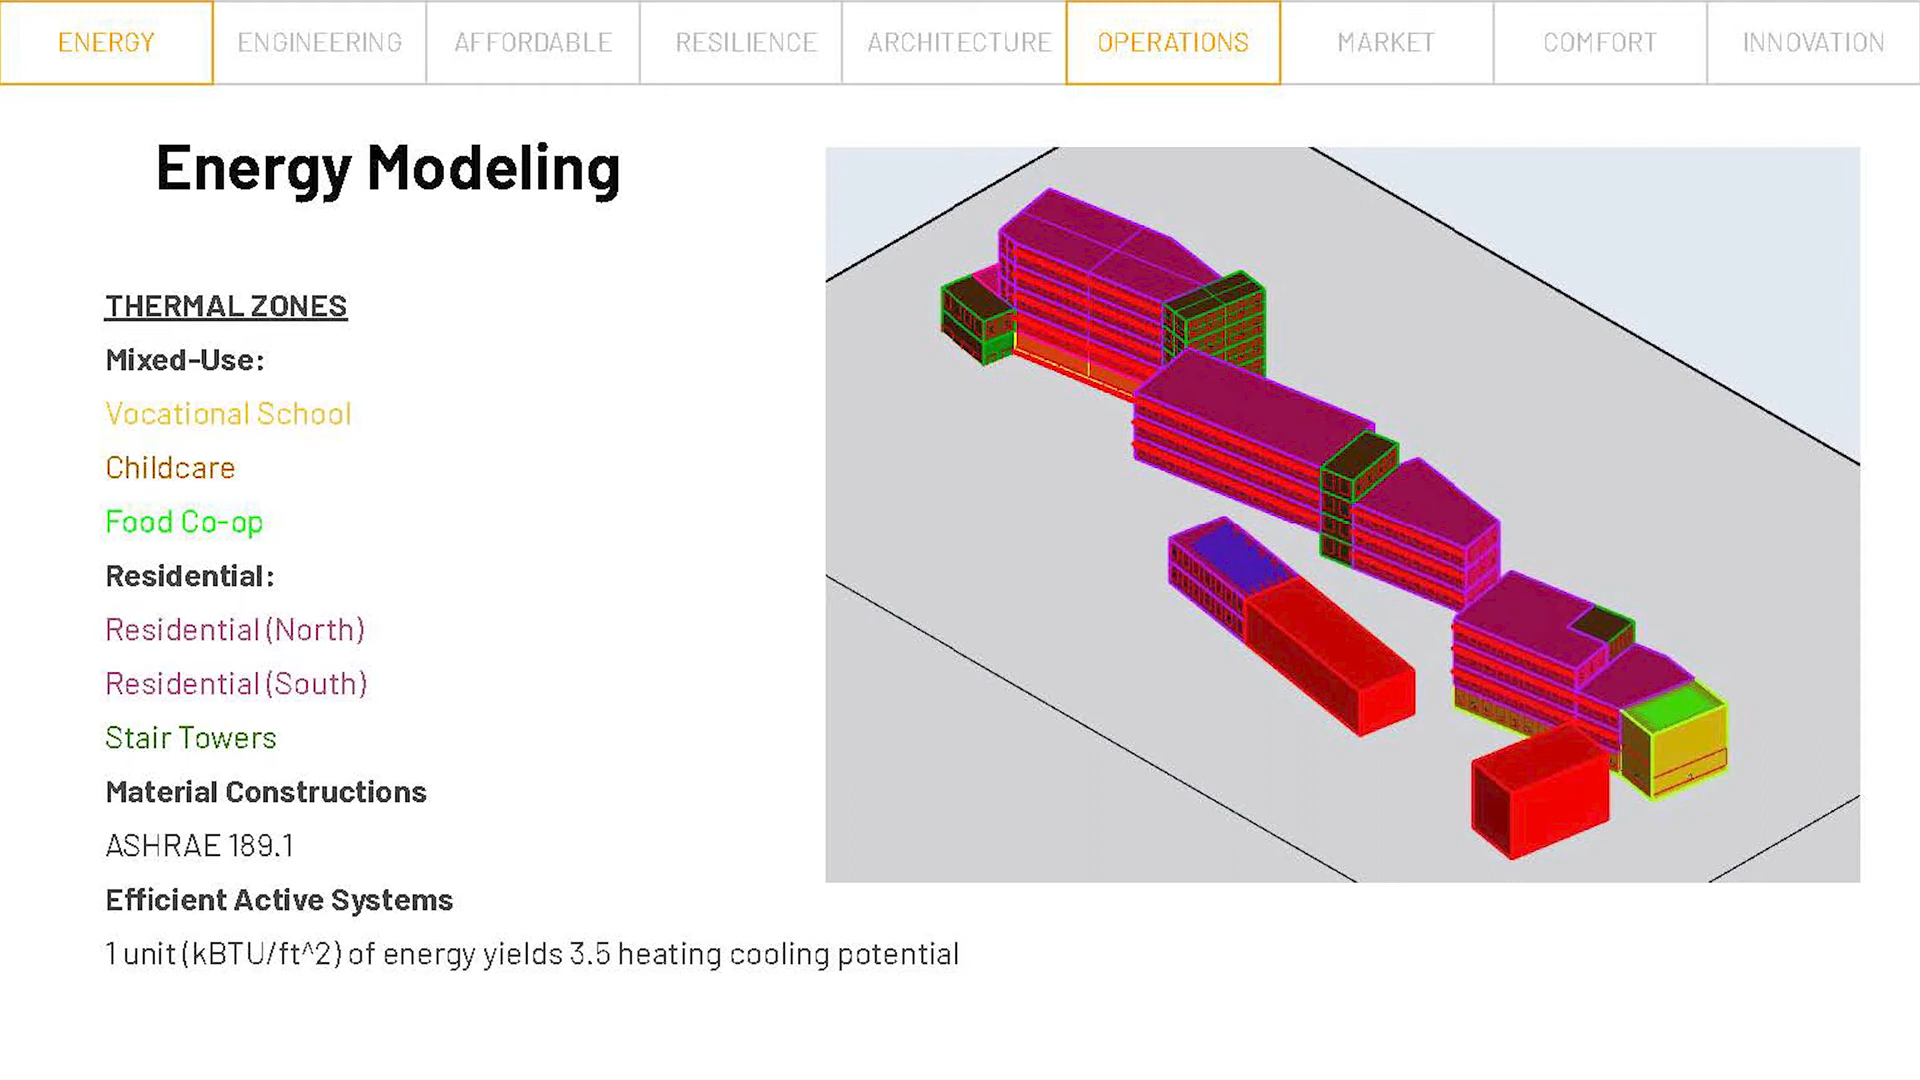 ENERGY ENGINEERING AFFORDABLE RESILIENCE ARCHITECTURE OPERATIONS MARKET COMFORT INNOVATION
Energy Modeling
THERMAL ZONES
Mixed-Use:
Vocational School
Childcare
Food Co-op
Residential:
Residential (North)
Residential (South)
Stair Towers
Material Constructions
ASHRAE 189.1
Efficient Active Systems
1 unit (kBTU/ft^2) of energy yields 3.5 heating cooling potential